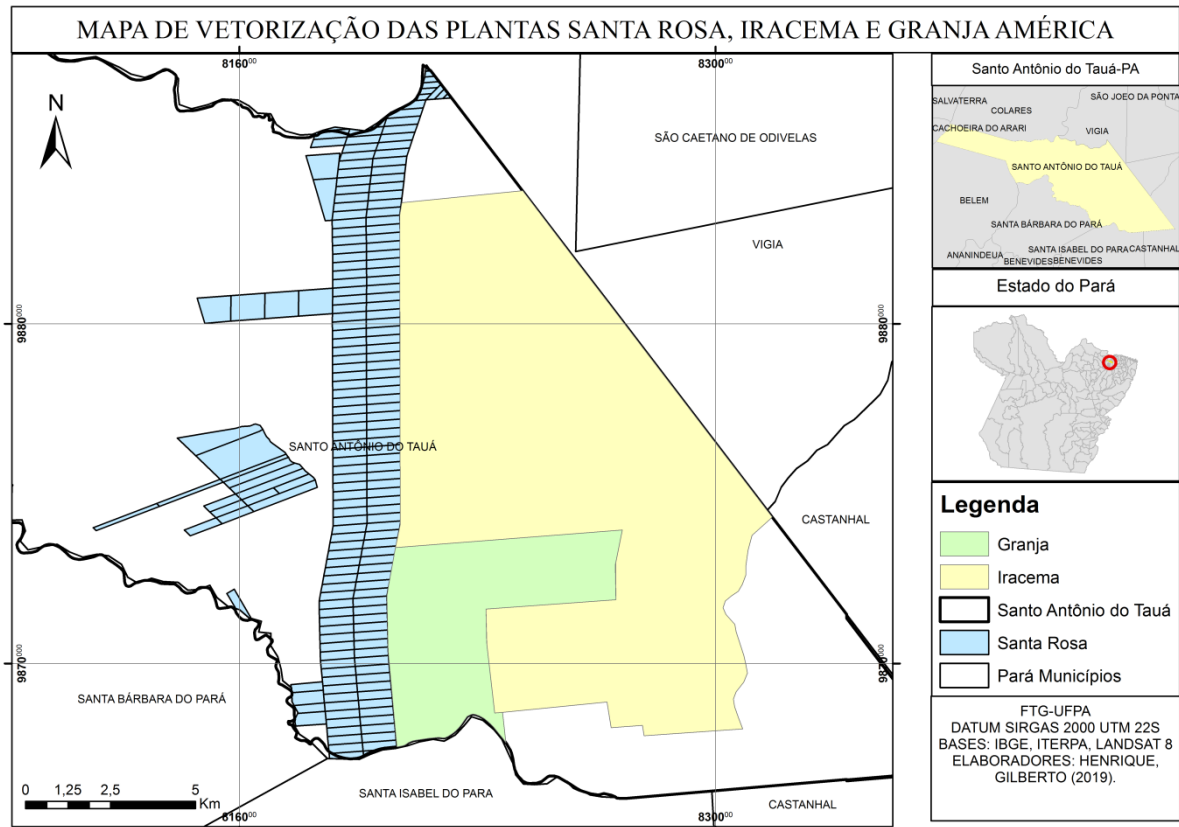 MAPA DE VETORIZAÇÃO DAS PLANTAS SANTA ROSA, IRACEMA E GRANJA AMÉRICA
8160⁰⁰
8300⁰⁰
N
SÃO CAETANO DE ODIVELAS
VIGIA
9880⁰⁰⁰
9880⁰⁰⁰
SANTO ANTÔNIO DO TAUÁ
CASTANHAL
9870⁰⁰⁰
9870⁰⁰⁰
SANTA BÁRBARA DO PARÁ
SANTA ISABEL DO PARA
CASTANHAL
0 1,25 2,5 5
Km
8160⁰⁰
8300⁰⁰
Santo Antônio do Tauá-PA
SALVATERRA
SÃO JOEO DA PONTA
COLARES
CACHOEIRA DO ARARI
VIGIA
SANTO ANTÔNIO DO TAUÁ
BELEM
SANTA BÁRBARA DO PARÁ
SANTA ISABEL DO PARA
CASTANHAL
ANANINDEUA
BENEVIDES
BENEVIDES
Estado do Pará
Legenda
Granja
Iracema
Santo Antônio do Tauá
Santa Rosa
Pará Municípios
FTG-UFPA
DATUM SIRGAS 2000 UTM 22S
BASES: IBGE, ITERPA, LANDSAT 8
ELABORADORES: HENRIQUE,
GILBERTO (2019).